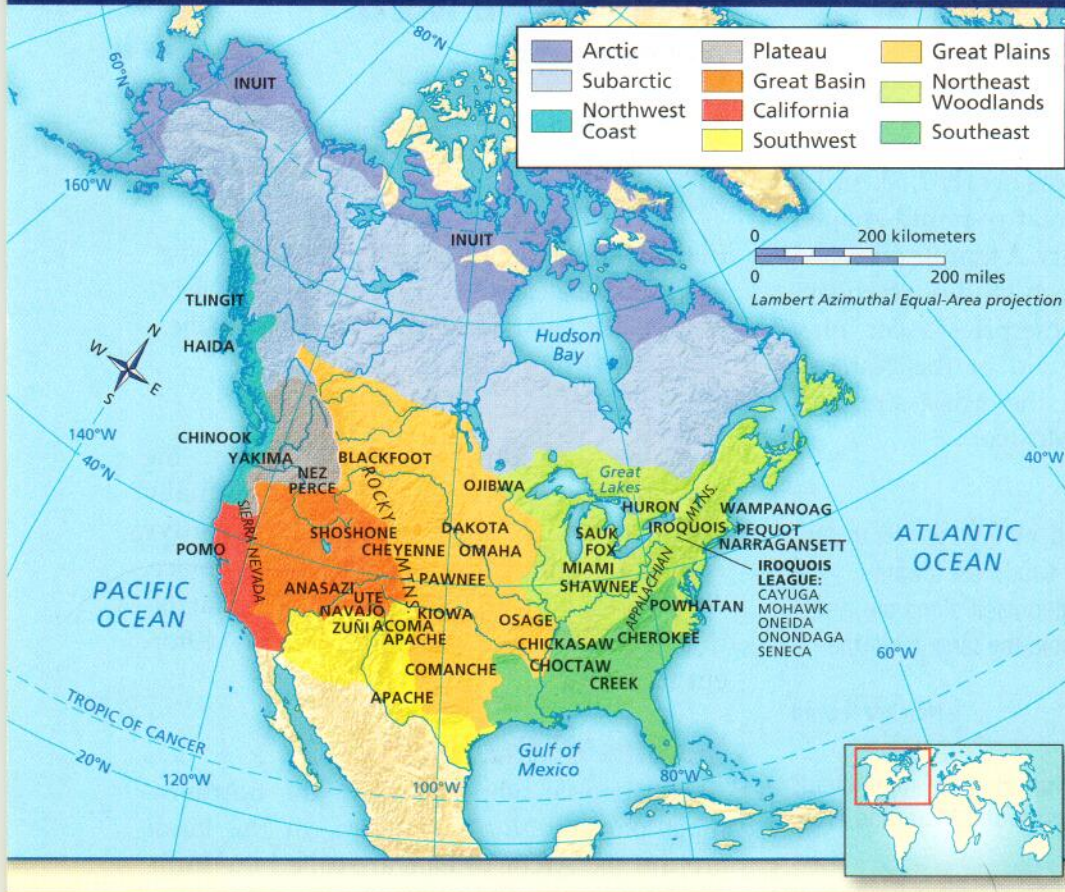 Arctic
Subarctic
Northwest
Coast
Plateau
Great Basin
California
Southwest
Great Plains
Northeast
Woodlands
Southeast
80°N
60°N
INUIT
160°W
INUIT
0 200 kilometers
0 200 miles
Lambert Azimuthal Equal-Area projection
TLINGIT
HAIDA
Hudson
Bay
N
W
E
S
140°W
40°N
CHINOOK
YAKIMA
NEZ
PERCE
BLACKFOOT
ROCKY MTNS.
OJIBWA
Great
Lakes
40°W
HURON
APPALACHIAN MTNS.
WAMPANOAG
IROQUOIS
PEQUOT
NARRAGANSETT
SIERRA NEVADA
SHOSHONE
DAKOTA
SAUK
FOX
POMO
CHEYENNE
OMAHA
MIAMI
SHAWNEE
IROQUOIS
LEAGUE:
CAYUGA
MOHAWK
ONEIDA
ONONDAGA
SENECA
ATLANTIC
OCEAN
PACIFIC
OCEAN
ANASAZI
UTE
PAWNEE
NAVAJO
KIOWA
OSAGE
POWHATAN
ZUÑI
ACOMA
APACHE
CHICKASAW
CHEROKEE
COMANCHE
CHOCTAW
CREEK
APACHE
60°W
TROPIC OF CANCER
20°N
120°W
100°W
Gulf of
Mexico
80°W